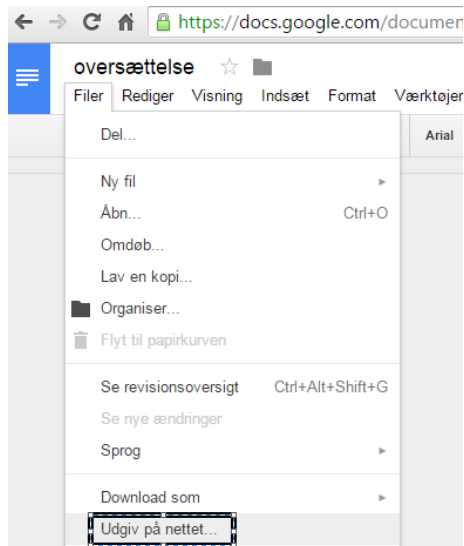 https://docs.google.com/documen
oversættelse
Filer Rediger Visning Indsæt Format Værktøjer
Del... Arial
Ny fil
Åbn... Ctrl+O
Omdøb...
Lav en kopi...
Organiser...
Flyt til papirkurven
Se revisionsoversigt Ctrl+Alt+Shift+G
Se nye ændringer
Sprog
Download som
Udgiv på nettet...